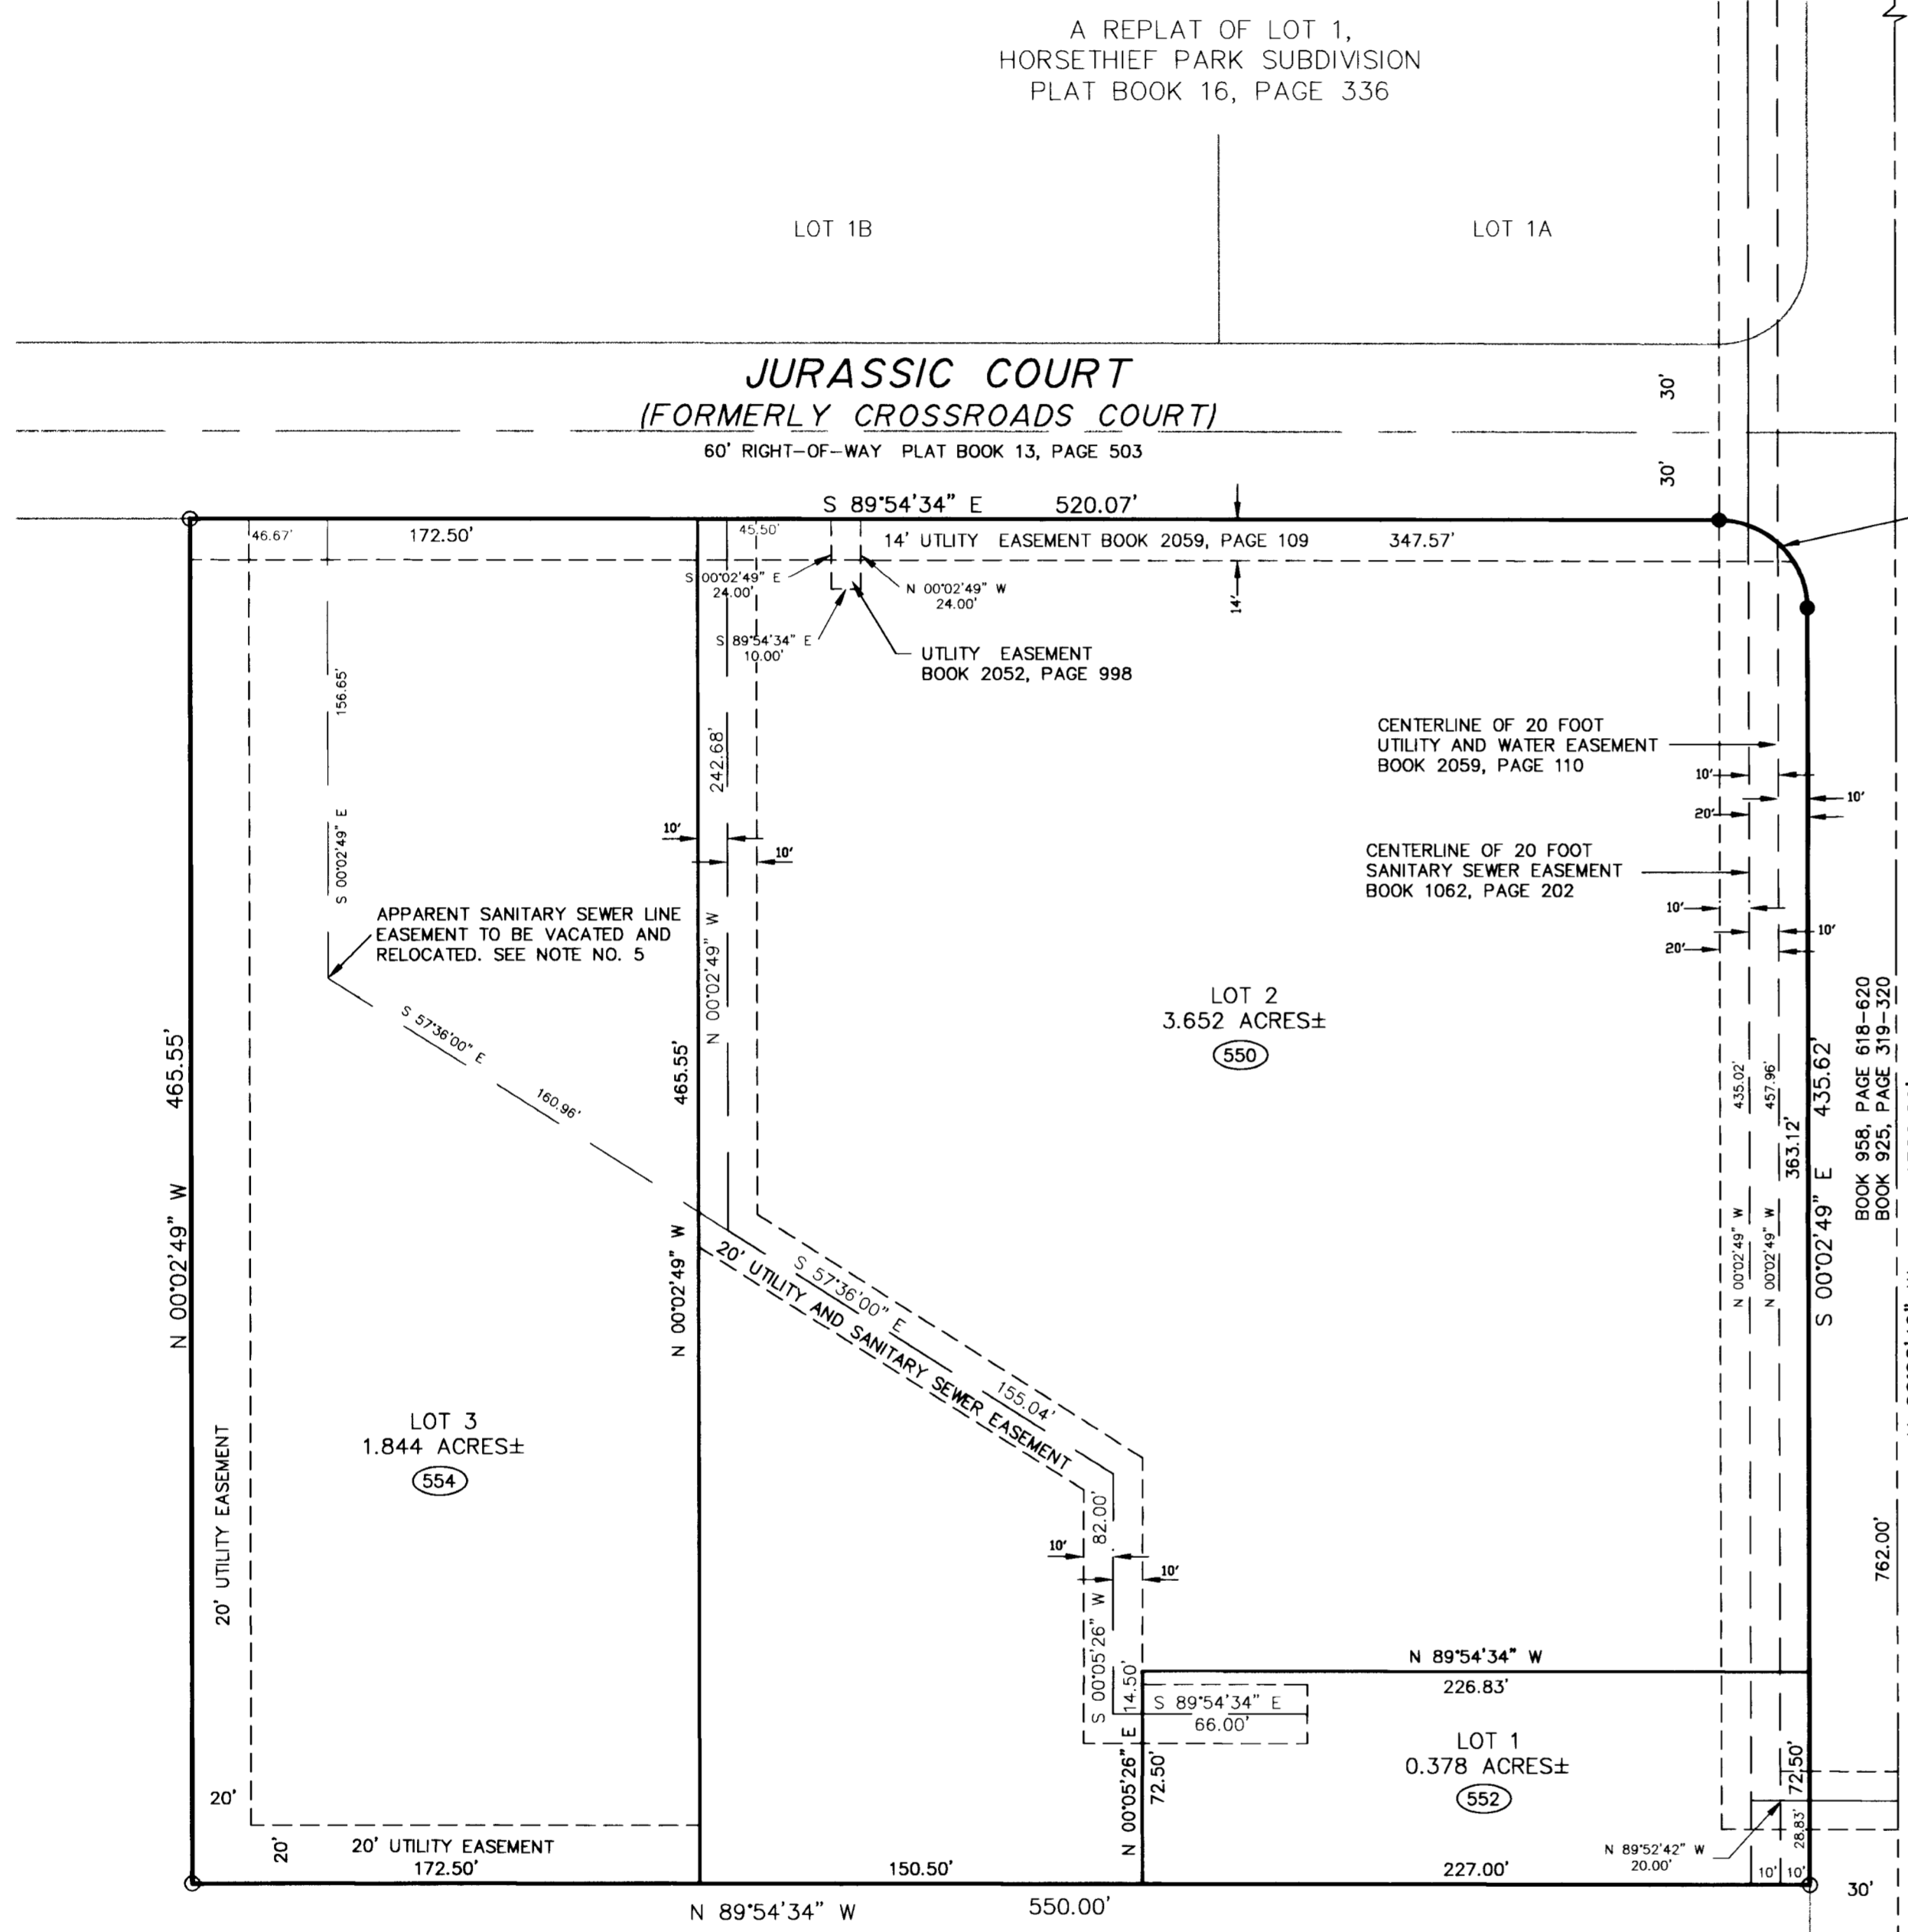 A REPLAT OF LOT 1,
HORSETHIEF PARK SUBDIVISION
PLAT BOOK 16, PAGE 336
LOT 1B
LOT 1A
JURASSIC COURT
(FORMERLY CROSSROADS COURT)
60' RIGHT-OF-WAY PLAT BOOK 13, PAGE 503
30'
30'
S 89°54'34" E 520.07'
46.67'
172.50'
45.50'
14' UTLITY EASEMENT BOOK 2059, PAGE 109
347.57'
14'
S 00°02'49" E
24.00'
N 00°02'49" W
24.00'
S 89°54'34" E
10.00'
UTLITY EASEMENT
BOOK 2052, PAGE 998
156.65'
S 00°02'49" E
242.68'
N 00°02'49" W
10'
10'
CENTERLINE OF 20 FOOT
UTILITY AND WATER EASEMENT
BOOK 2059, PAGE 110
10'
10'
20'
CENTERLINE OF 20 FOOT
SANITARY SEWER EASEMENT
BOOK 1062, PAGE 202
10'
10'
20'
APPARENT SANITARY SEWER LINE
EASEMENT TO BE VACATED AND
RELOCATED. SEE NOTE NO. 5
S 57°36'00" E
160.96'
LOT 2
3.652 ACRES±
550
465.55'
N 00°02'49" W
465.55'
N 00°02'49" W
435.02'
N 00°02'49" W
457.96'
N 00°02'49" W
363.12'
435.62'
S 00°02'49" E
BOOK 958, PAGE 618-620
BOOK 925, PAGE 319-320
762.00'
S 57°36'00" E
155.04'
20' UTILITY AND SANITARY SEWER EASEMENT
LOT 3
1.844 ACRES±
554
20' UTILITY EASEMENT
82.00'
S 00°05'26" W
10'
10'
14.50'
N 00°05'26" E
72.50'
N 89°54'34" W
226.83'
S 89°54'34" E
66.00'
LOT 1
0.378 ACRES±
552
72.50'
28.83'
N 89°52'42" W
20.00'
20'
20'
20' UTILITY EASEMENT
172.50'
150.50'
227.00'
10'
10'
30'
N 89°54'34" W 550.00'